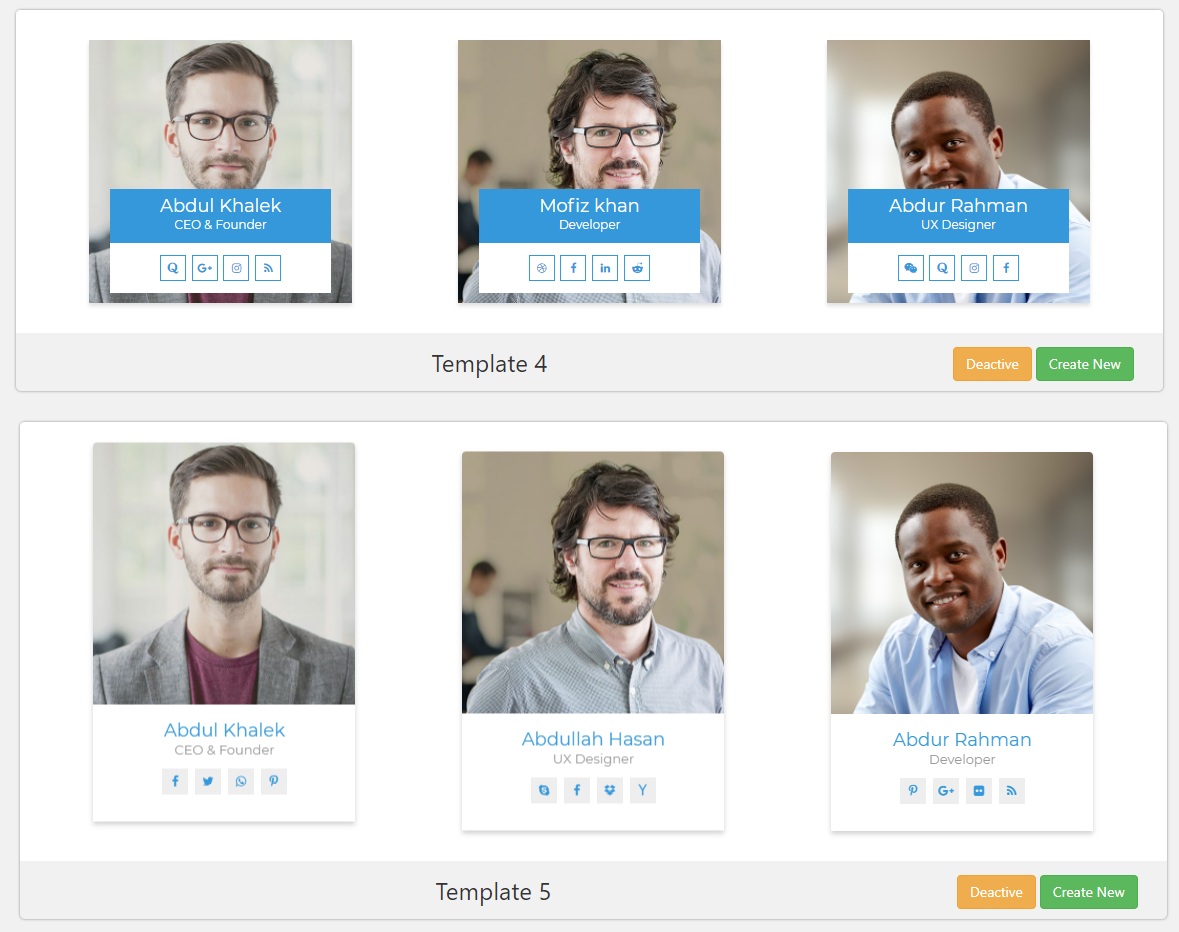 Abdul Khalek
CEO & Founder
Mofiz khan
Developer
Abdur Rahman
UX Designer
Template 4
Deactive
Create New
Abdul Khalek
CEO & Founder
Abdullah Hasan
UX Designer
Abdur Rahman
Developer
Template 5
Deactive
Create New